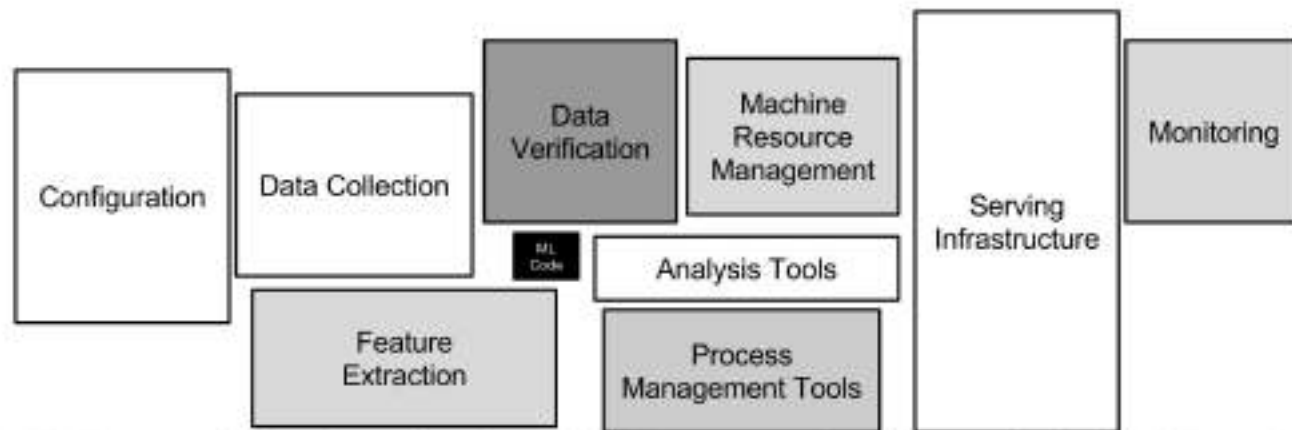 Configuration
Data Collection
Data
Verification
Machine
Resource
Management
Monitoring
Serving
Infrastructure
ML
Code
Analysis Tools
Feature
Extraction
Process
Management Tools